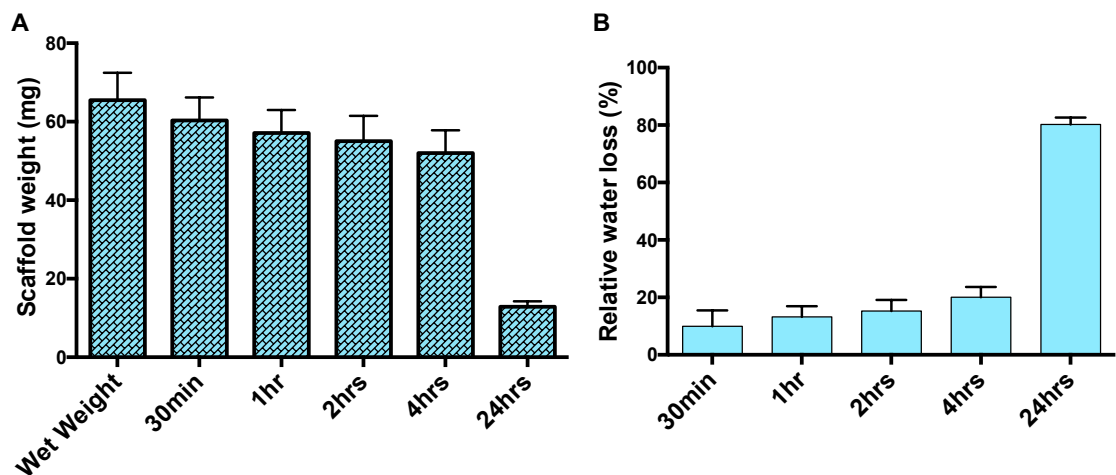 A
Scaffold weight (mg)
80
60
40
20
0
Wet Weight
30min
1hr
2hrs
4hrs
24hrs
B
Relative water loss (%)
100
80
60
40
20
0
30min
1hr
2hrs
4hrs
24hrs